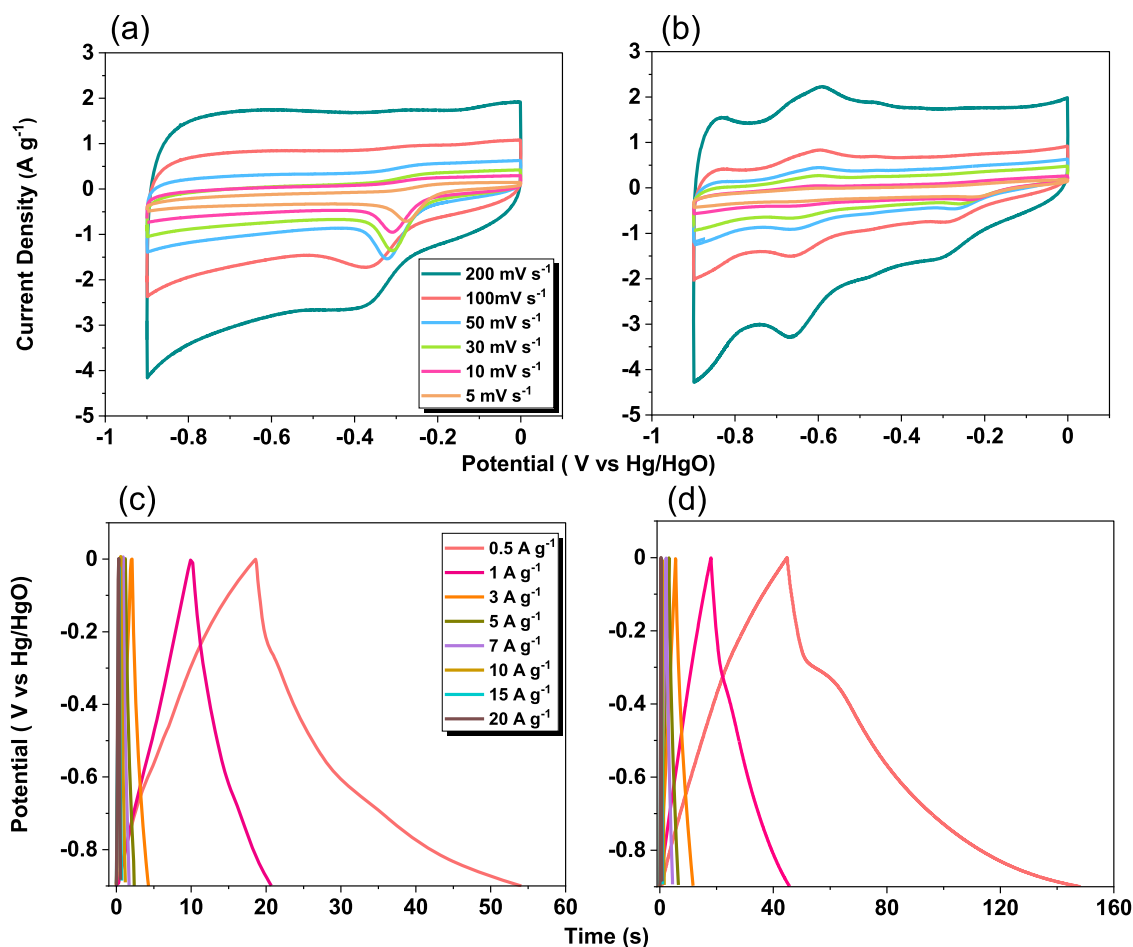 (a)
(b)
3
2
1
0
-1
-2
-3
-4
-5
Current Density (A g⁻¹)
200 mV s⁻¹
100mV s⁻¹
50 mV s⁻¹
30 mV s⁻¹
10 mV s⁻¹
5 mV s⁻¹
-1
-0.8
-0.6
-0.4
-0.2
0
3
2
1
0
-1
-2
-3
-4
-5
-1
-0.8
-0.6
-0.4
-0.2
0
Potential ( V vs Hg/HgO)
(c)
(d)
0
-0.2
-0.4
-0.6
-0.8
Potential ( V vs Hg/HgO)
0.5 A g⁻¹
1 A g⁻¹
3 A g⁻¹
5 A g⁻¹
7 A g⁻¹
10 A g⁻¹
15 A g⁻¹
20 A g⁻¹
0
10
20
30
40
50
60
0
-0.2
-0.4
-0.6
-0.8
0
40
80
120
160
Time (s)